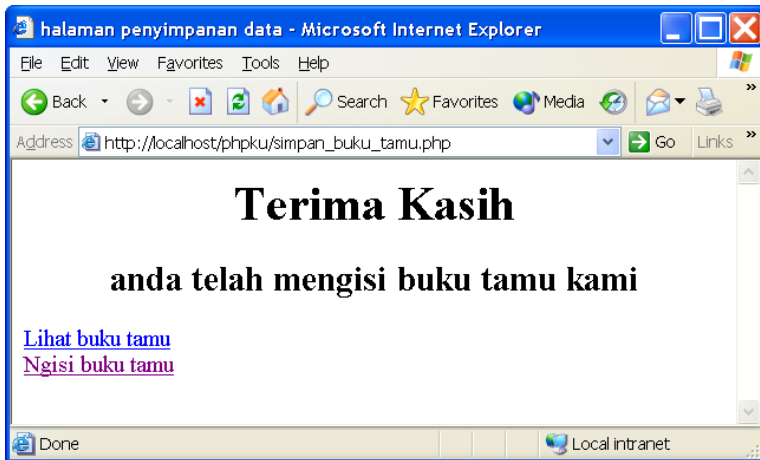 halaman penyimpanan data - Microsoft Internet Explorer
File Edit View Favorites Tools Help
Back Search Favorites Media »
Address http://localhost/phpku/simpan_buku_tamu.php Go Links »
Terima Kasih
anda telah mengisi buku tamu kami
Lihat buku tamu
Ngisi buku tamu
Done Local intranet